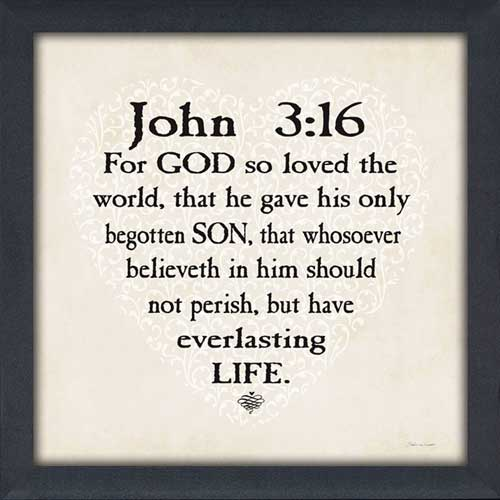 John 3:16
For GOD so loved the
world, that he gave his only
begotten SON, that whosoever
believeth in him should
not perish, but have
everlasting
LIFE.